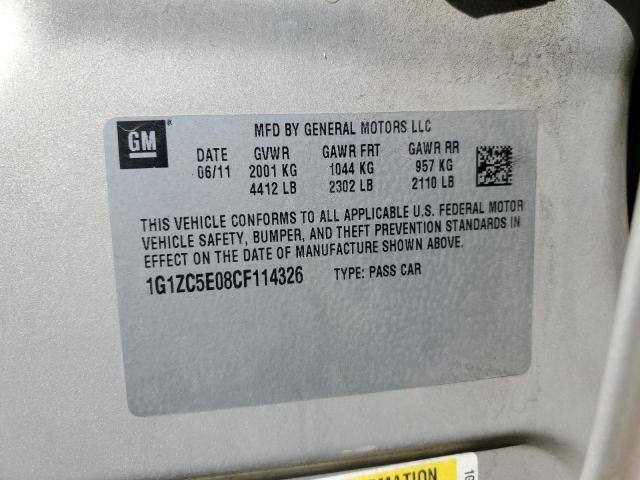 GM
MFD BY GENERAL MOTORS LLC
DATE GVWR GAWR FRT GAWR RR
06/11 2001 KG 1044 KG 957 KG
4412 LB 2302 LB 2110 LB
THIS VEHICLE CONFORMS TO ALL APPLICABLE U.S. FEDERAL MOTOR
VEHICLE SAFETY, BUMPER, AND THEFT PREVENTION STANDARDS IN
EFFECT ON THE DATE OF MANUFACTURE SHOWN ABOVE.
1G1ZC5E08CF114326 TYPE: PASS CAR